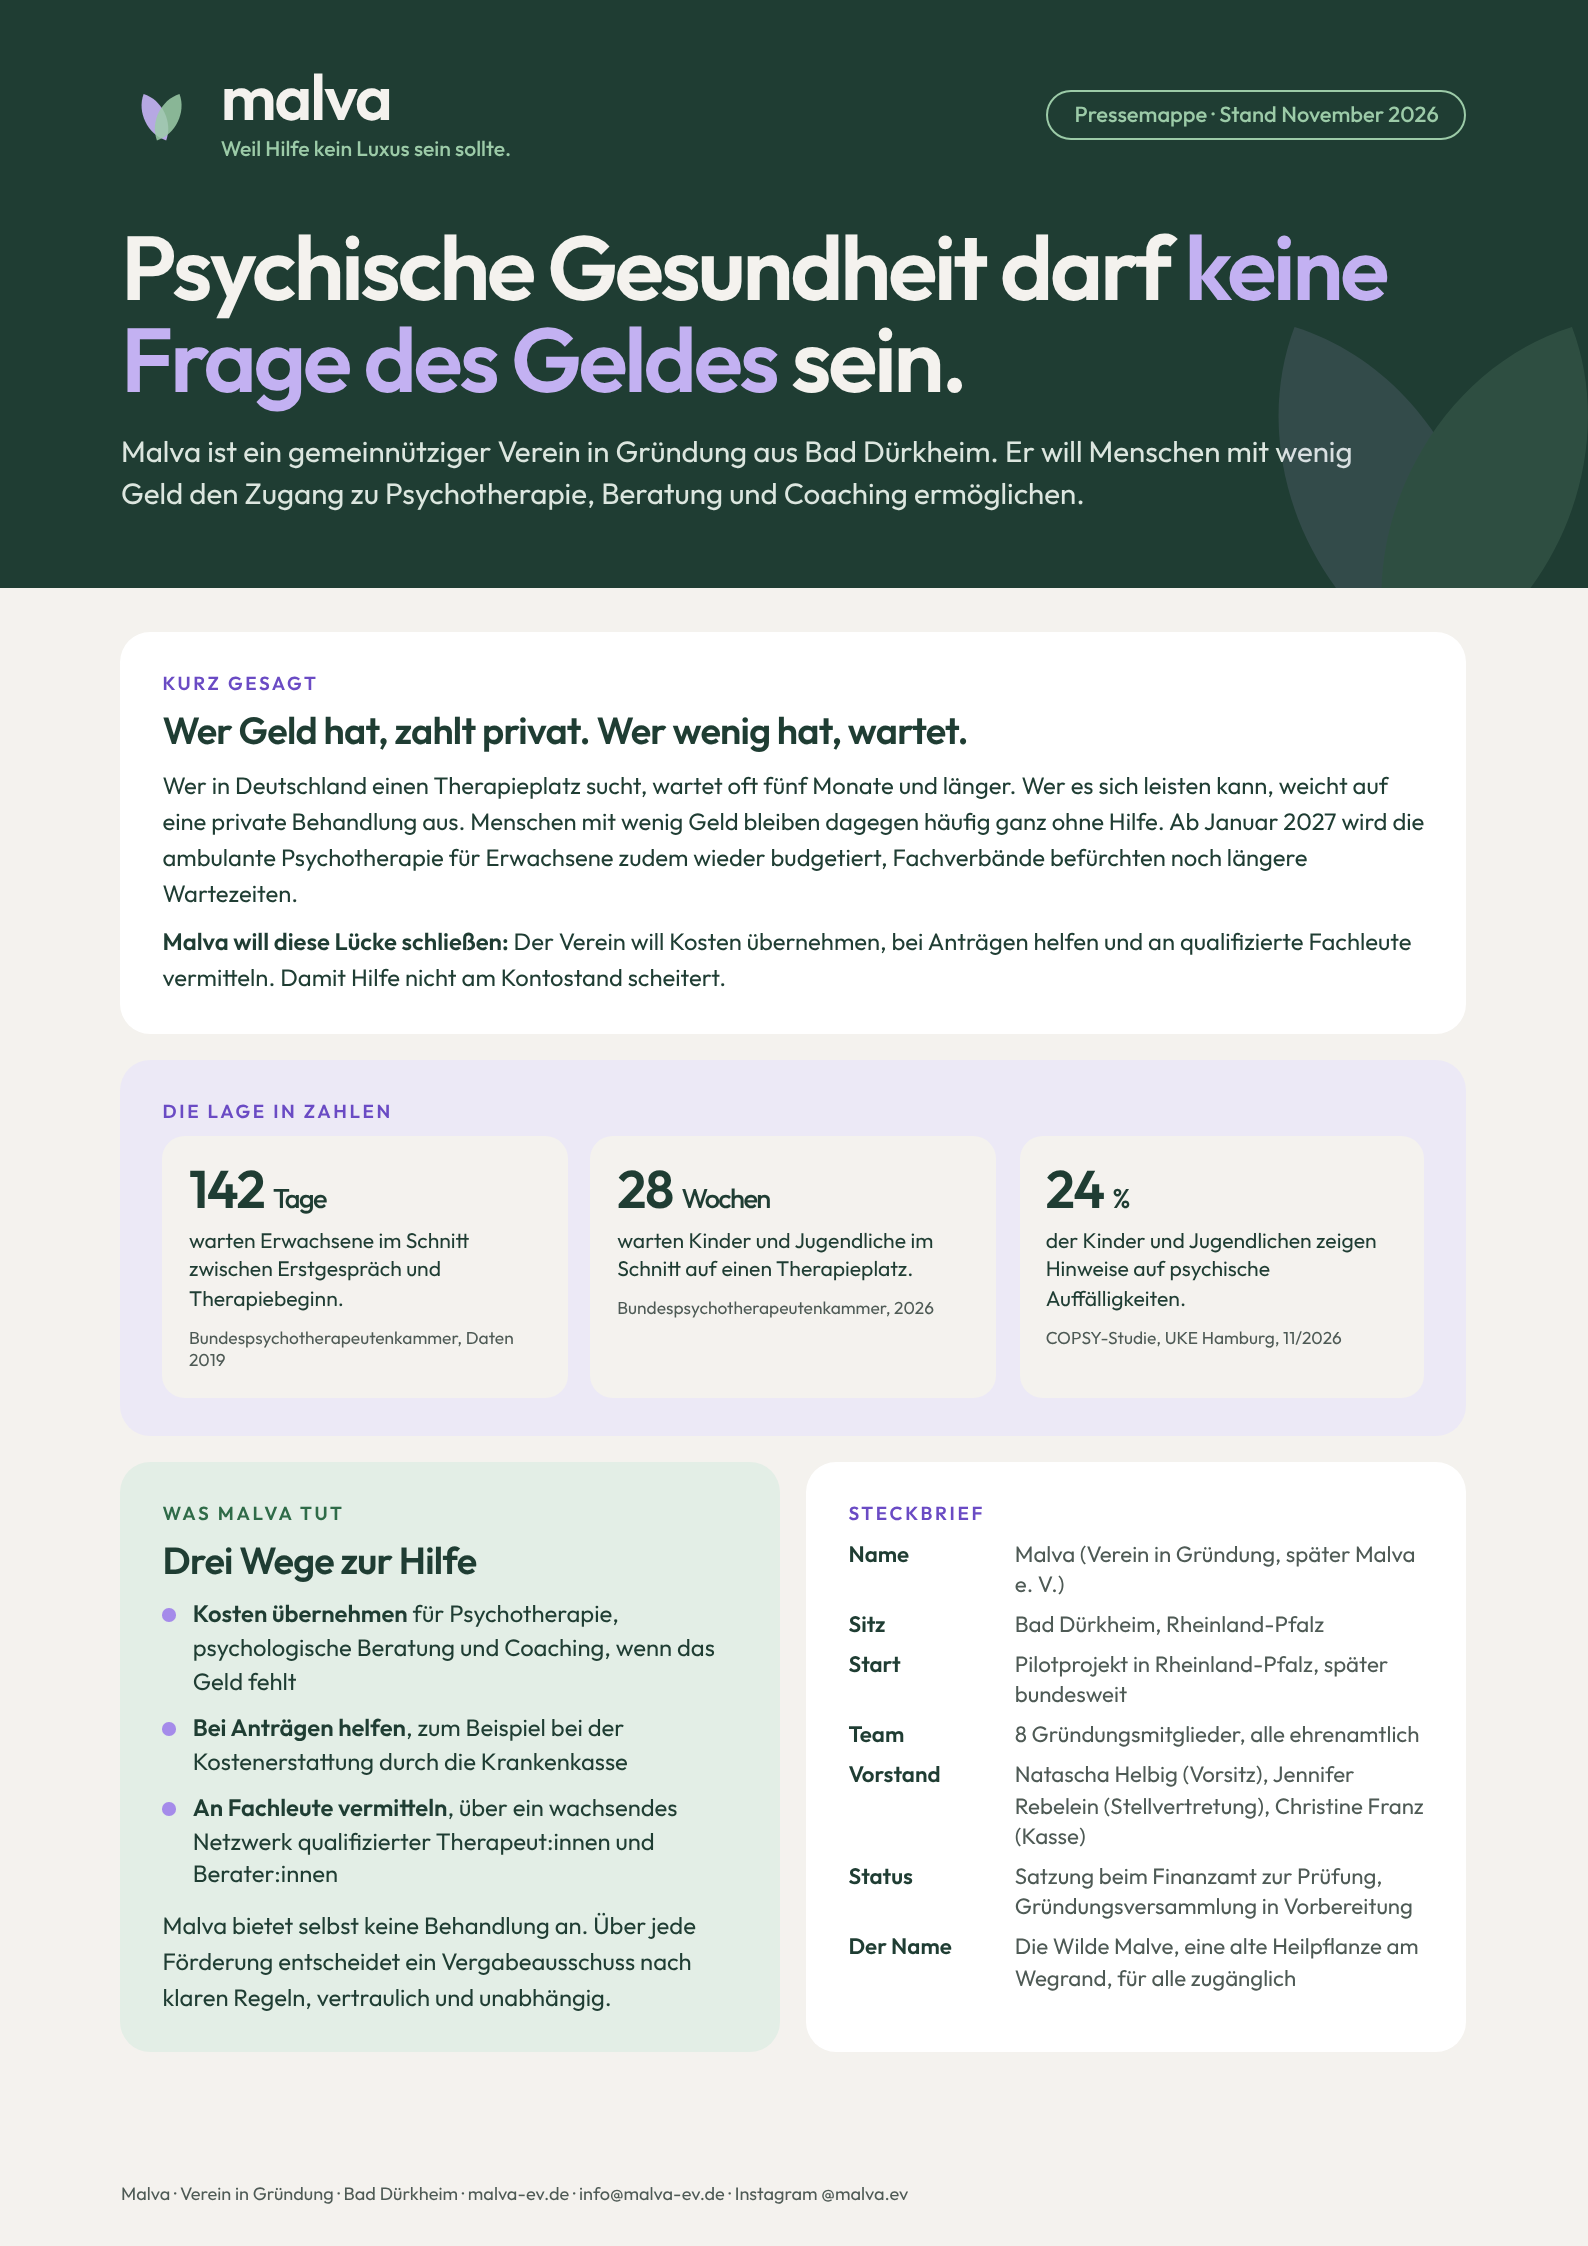 malva
Weil Hilfe kein Luxus sein sollte.
Pressemappe · Stand November 2026
Psychische Gesundheit darf keine
Frage des Geldes sein.
Malva ist ein gemeinnütziger Verein in Gründung aus Bad Dürkheim. Er will Menschen mit wenig
Geld den Zugang zu Psychotherapie, Beratung und Coaching ermöglichen.
KURZ GESAGT
Wer Geld hat, zahlt privat. Wer wenig hat, wartet.
Wer in Deutschland einen Therapieplatz sucht, wartet oft fünf Monate und länger. Wer es sich leisten kann, weicht auf
eine private Behandlung aus. Menschen mit wenig Geld bleiben dagegen häufig ganz ohne Hilfe. Ab Januar 2027 wird die
ambulante Psychotherapie für Erwachsene zudem wieder budgetiert, Fachverbände befürchten noch längere
Wartezeiten.
Malva will diese Lücke schließen: Der Verein will Kosten übernehmen, bei Anträgen helfen und an qualifizierte Fachleute
vermitteln. Damit Hilfe nicht am Kontostand scheitert.
DIE LAGE IN ZAHLEN
142 Tage
warten Erwachsene im Schnitt
zwischen Erstgespräch und
Therapiebeginn.
Bundespsychotherapeutenkammer, Daten
2019
28 Wochen
warten Kinder und Jugendliche im
Schnitt auf einen Therapieplatz.
Bundespsychotherapeutenkammer, 2026
24 %
der Kinder und Jugendlichen zeigen
Hinweise auf psychische
Auffälligkeiten.
COPSY-Studie, UKE Hamburg, 11/2026
WAS MALVA TUT
Drei Wege zur Hilfe
Kosten übernehmen für Psychotherapie,
psychologische Beratung und Coaching, wenn das
Geld fehlt
Bei Anträgen helfen, zum Beispiel bei der
Kostenerstattung durch die Krankenkasse
An Fachleute vermitteln, über ein wachsendes
Netzwerk qualifizierter Therapeut:innen und
Berater:innen
Malva bietet selbst keine Behandlung an. Über jede
Förderung entscheidet ein Vergabeausschuss nach
klaren Regeln, vertraulich und unabhängig.
STECKBRIEF
Name Malva (Verein in Gründung, später Malva
e. V.)
Sitz Bad Dürkheim, Rheinland-Pfalz
Start Pilotprojekt in Rheinland-Pfalz, später
bundesweit
Team 8 Gründungsmitglieder, alle ehrenamtlich
Vorstand Natascha Helbig (Vorsitz), Jennifer
Rebelein (Stellvertretung), Christine Franz
(Kasse)
Status Satzung beim Finanzamt zur Prüfung,
Gründungsversammlung in Vorbereitung
Der Name Die Wilde Malve, eine alte Heilpflanze am
Wegrand, für alle zugänglich
Malva · Verein in Gründung · Bad Dürkheim · malva-ev.de · info@malva-ev.de · Instagram @malva.ev